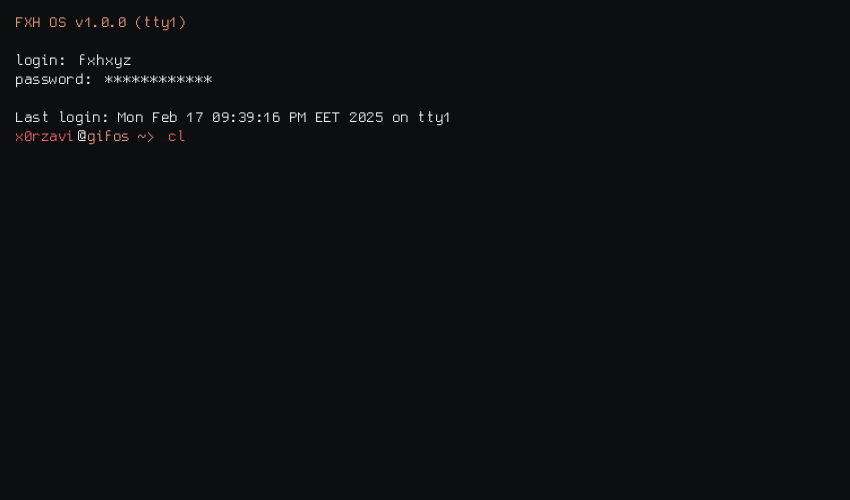 FXH OS v1.0.0 (tty1)
login: fxhxyz
password: ************
Last login: Mon Feb 17 09:39:16 PM EET 2025 on tty1
x0rzavi@gifos ~> cl